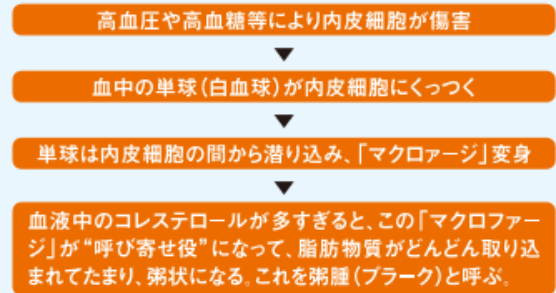 高血圧や高血糖等により内皮細胞が傷害
▼
血中の単球(白血球)が内皮細胞にくっつく
▼
単球は内皮細胞の間から潜り込み、「マクロァージ」変身
▼
血液中のコレステロールが多すぎると、この「マクロファー
ジ」が“呼び寄せ役”になって、脂肪物質がどんどん取り込
まれてたまり、粥状になる。これを粥腫(プラーク)と呼ぶ。